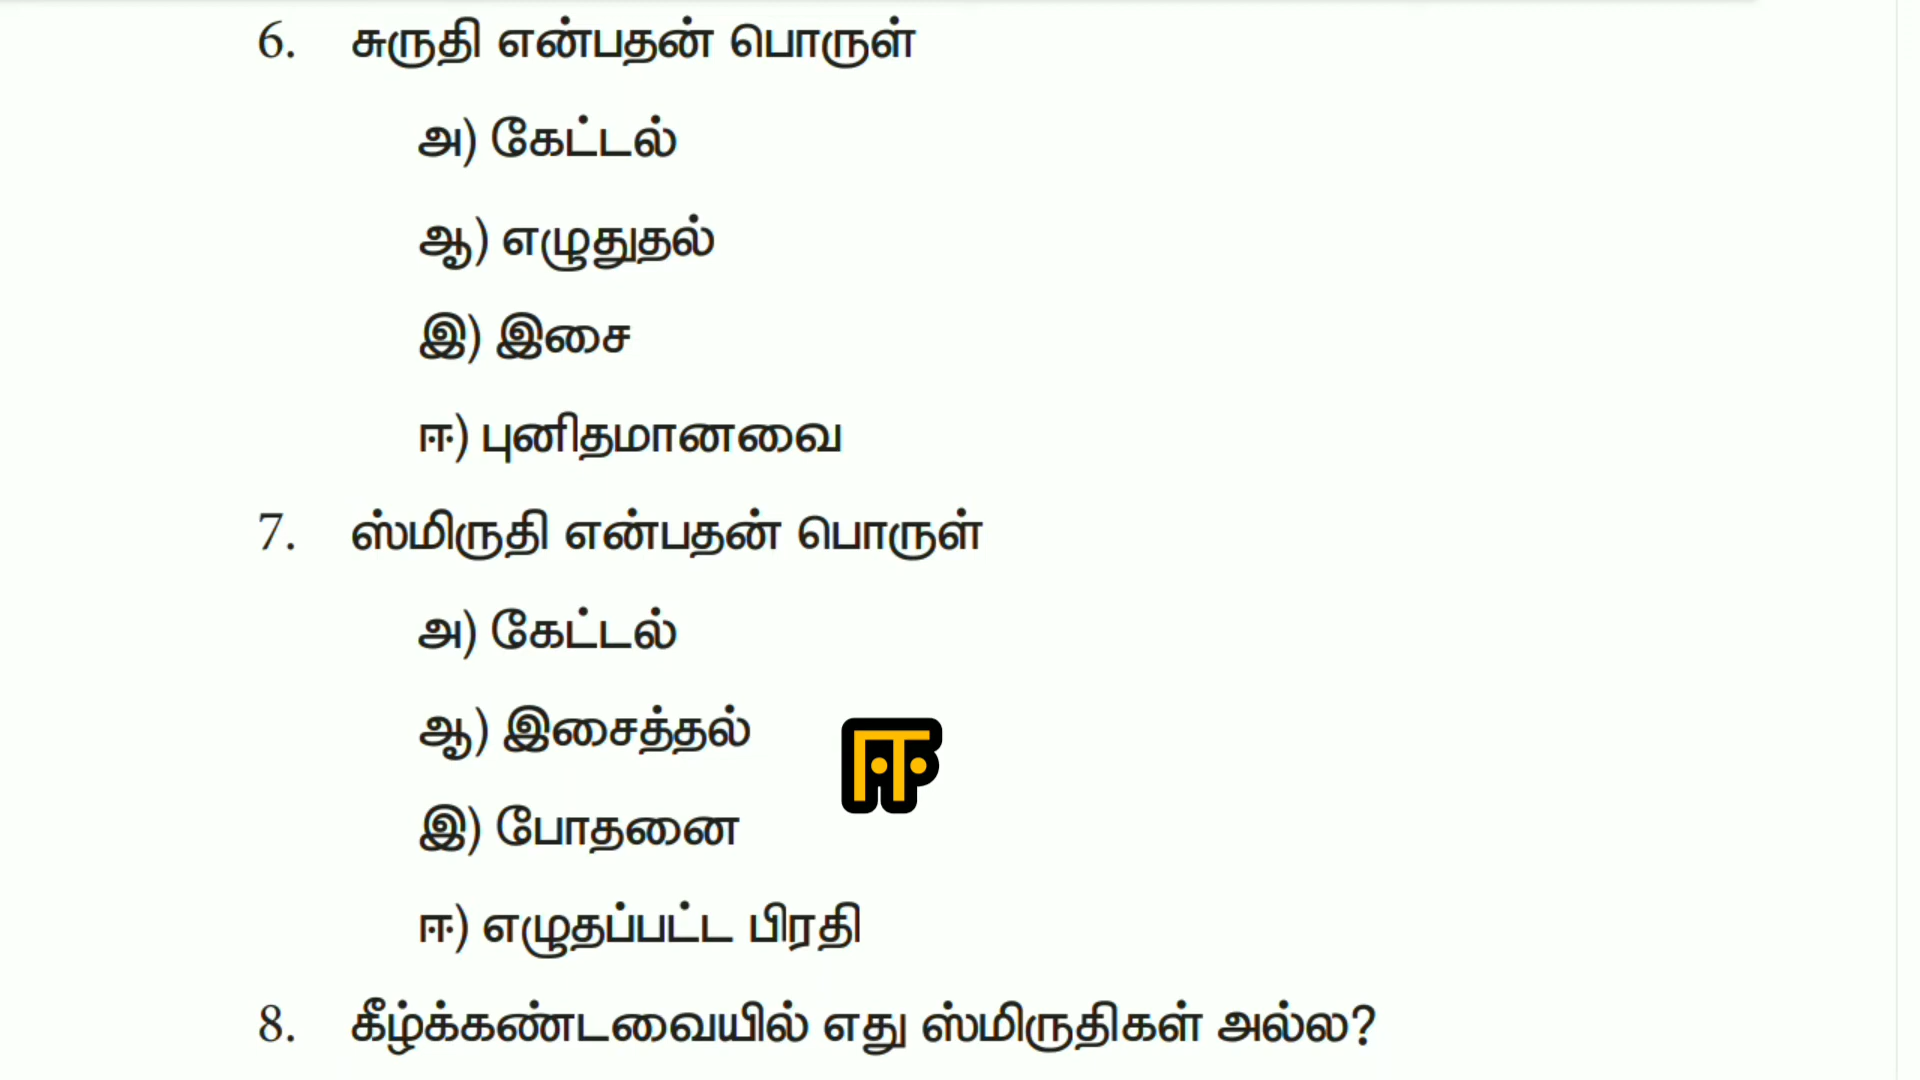 6. சுருதி என்பதன் பொருள்
அ) கேட்டல்
ஆ) எழுதுதல்
இ) இசை
ஈ) புனிதமானவை
7. ஸ்மிருதி என்பதன் பொருள்
அ) கேட்டல்
ஆ) இசைத்தல்
ஈ
இ) போதனை
ஈ) எழுதப்பட்ட பிரதி
8. கீழ்க்கண்டவையில் எது ஸ்மிருதிகள் அல்ல?